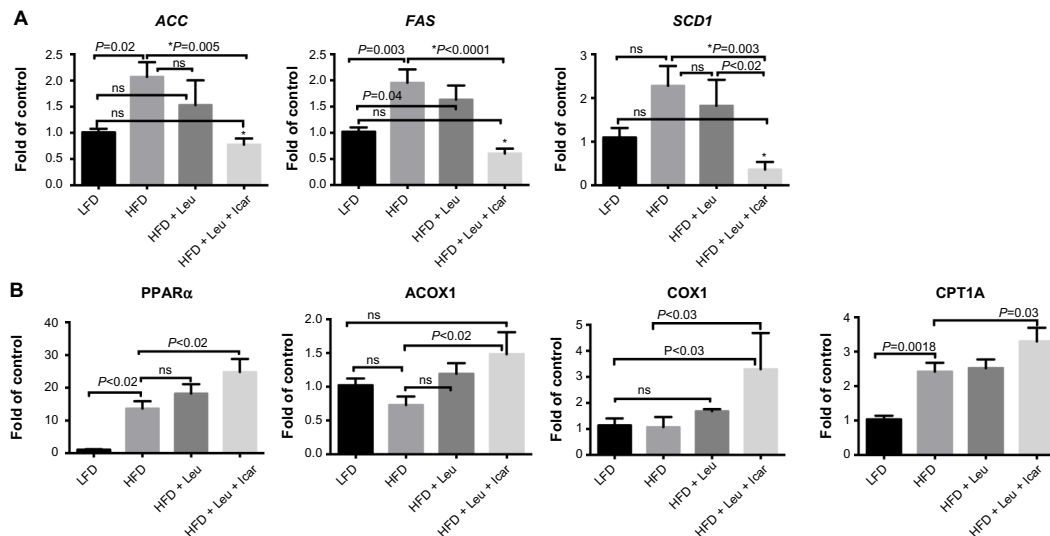 A
ACC
FAS
SCD1
Fold of control
2.5
2.0
1.5
1.0
0.5
0.0
P=0.02
*P=0.005
ns
ns
ns
*
LFD
HFD
HFD + Leu
HFD + Leu + Icar
Fold of control
2.5
2.0
1.5
1.0
0.5
0.0
P=0.003
*P<0.0001
P=0.04
ns
*
LFD
HFD
HFD + Leu
HFD + Leu + Icar
Fold of control
3
2
1
0
ns
*P=0.003
ns
P<0.02
ns
*
LFD
HFD
HFD + Leu
HFD + Leu + Icar
B
PPARα
ACOX1
COX1
CPT1A
Fold of control
40
30
20
10
0
P<0.02
P<0.02
ns
LFD
HFD
HFD + Leu
HFD + Leu + Icar
Fold of control
2.0
1.5
1.0
0.5
0.0
ns
P<0.02
ns
ns
LFD
HFD
HFD + Leu
HFD + Leu + Icar
Fold of control
6
5
4
3
2
1
0
P<0.03
P<0.03
ns
LFD
HFD
HFD + Leu
HFD + Leu + Icar
Fold of control
4
3
2
1
0
P=0.03
P=0.0018
LFD
HFD
HFD + Leu
HFD + Leu + Icar